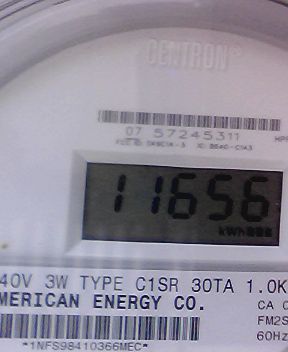 CENTRON®
07 57245311
11656
kWh
40V 3W TYPE C1SR 30TA 1.0K
MERICAN ENERGY CO.
CA
FM2S
60Hz
*1NFS98410366MEC*